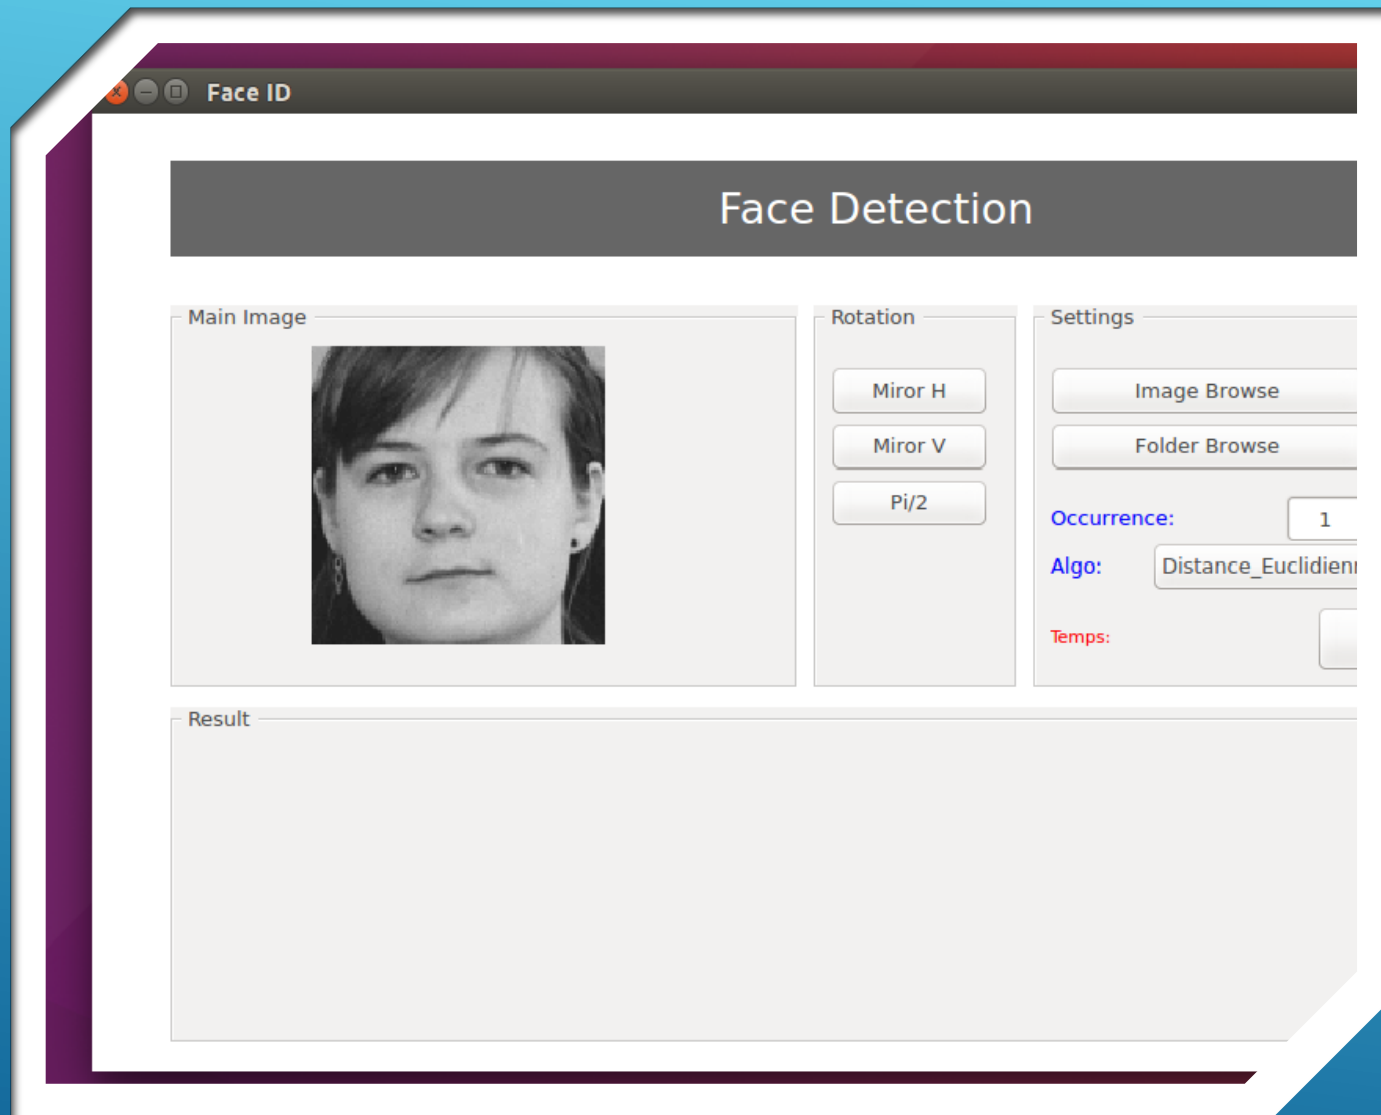 Face ID
Face Detection
Main Image
Rotation
Settings
Miror H
Image Browse
Miror V
Folder Browse
Pi/2
Occurrence:
1
Algo:
Distance_Euclidien
Temps:
Result